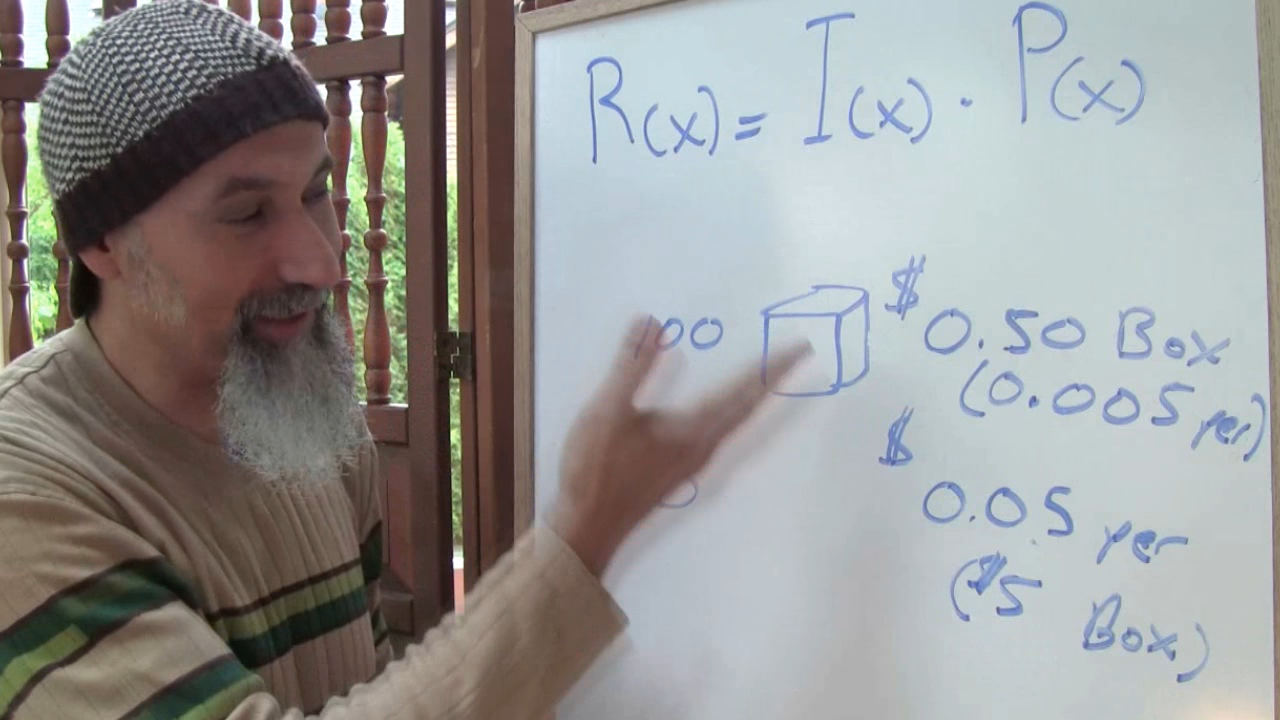 R(x) = I(x) · P(x)
100 $0.50 Box
(0.005 per)
$0.05 per
($5 Box)